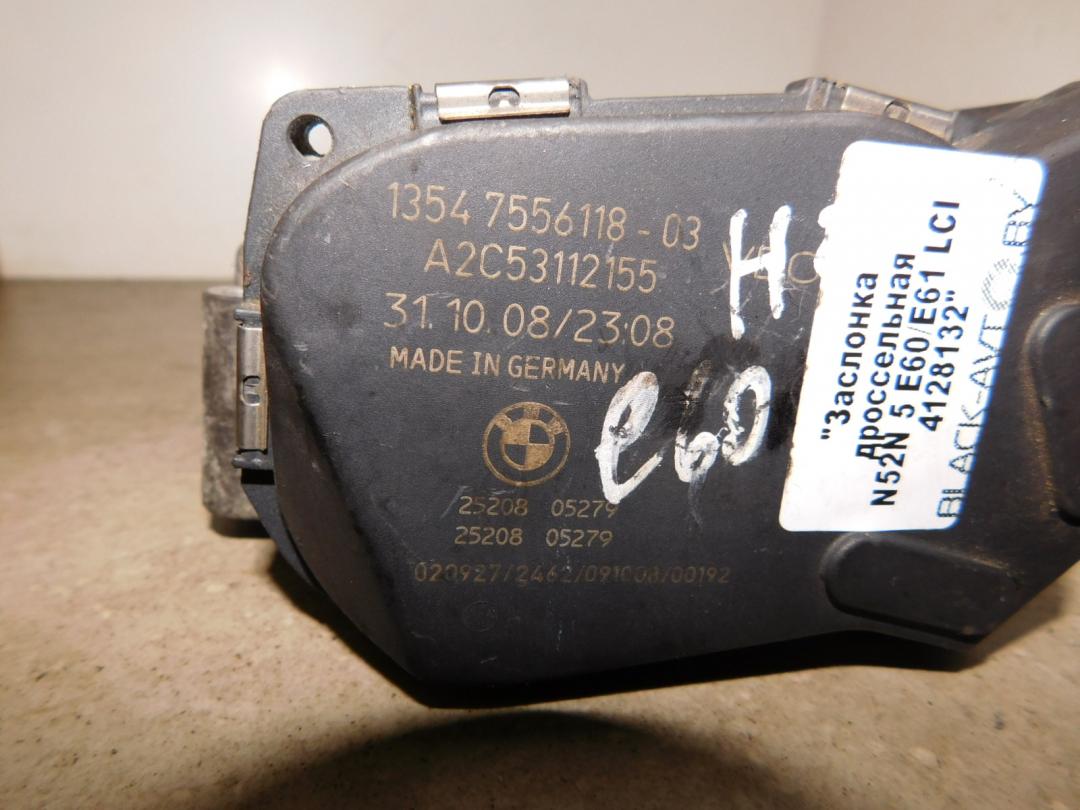 1354 7556118 - 03
A2C53112155
31.10.08/23:08
MADE IN GERMANY
25208 05279
25208 05279
020927/2462/091008/00192
e60
"Заслонка
дроссельная
N52N 5 E60/E61 LCI
4128132"
BLACK-AVTO.BY